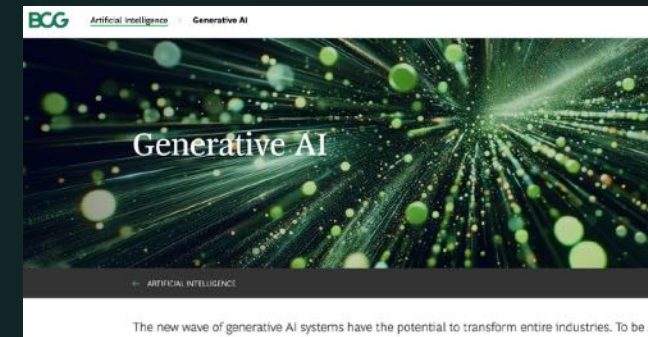 BCG Artificial Intelligence Generative AI
Generative AI
← ARTIFICIAL INTELLIGENCE
The new wave of generative AI systems have the potential to transform entire industries. To be